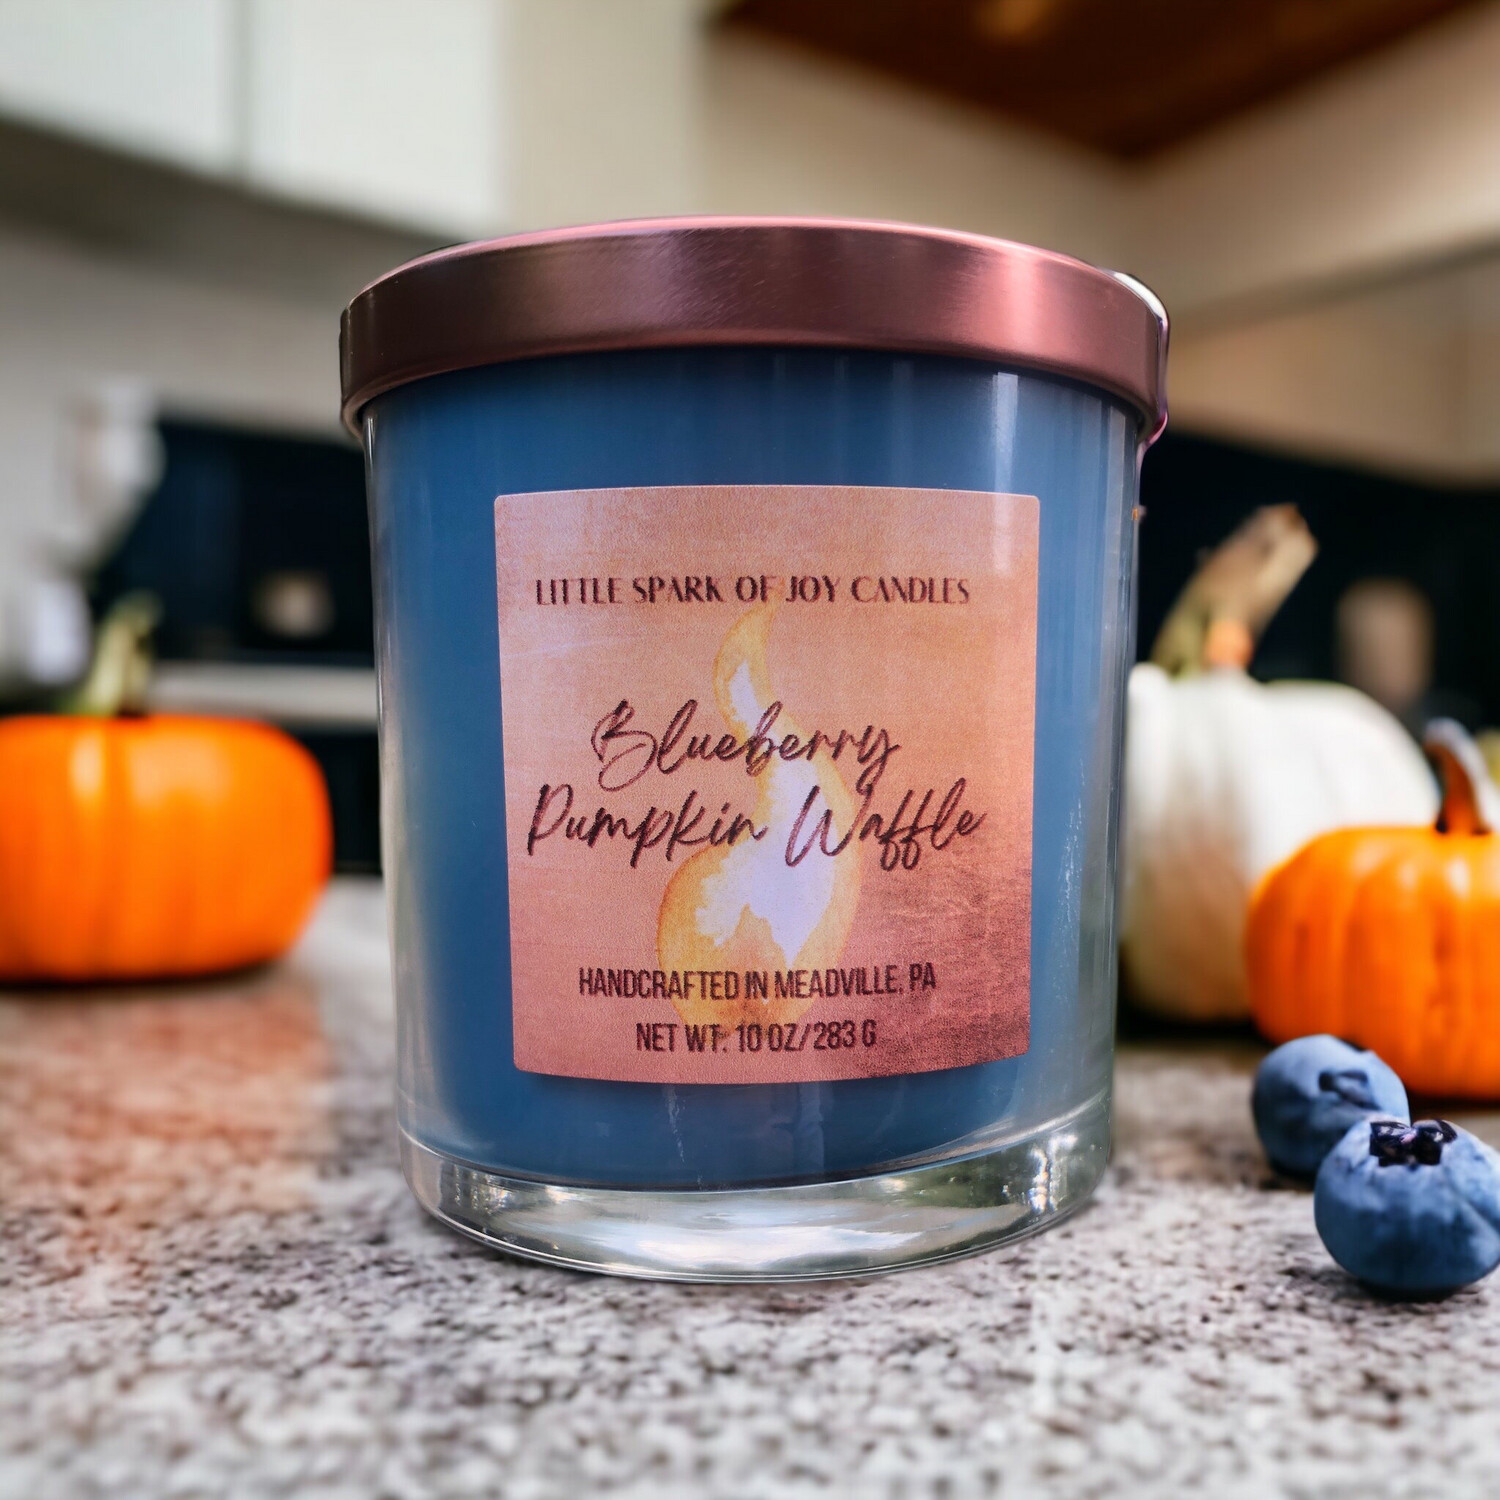 LITTLE SPARK OF JOY CANDLES
Blueberry
Pumpkin Waffle
HANDCRAFTED IN MEADVILLE, PA
NET WT: 10 OZ/283 G